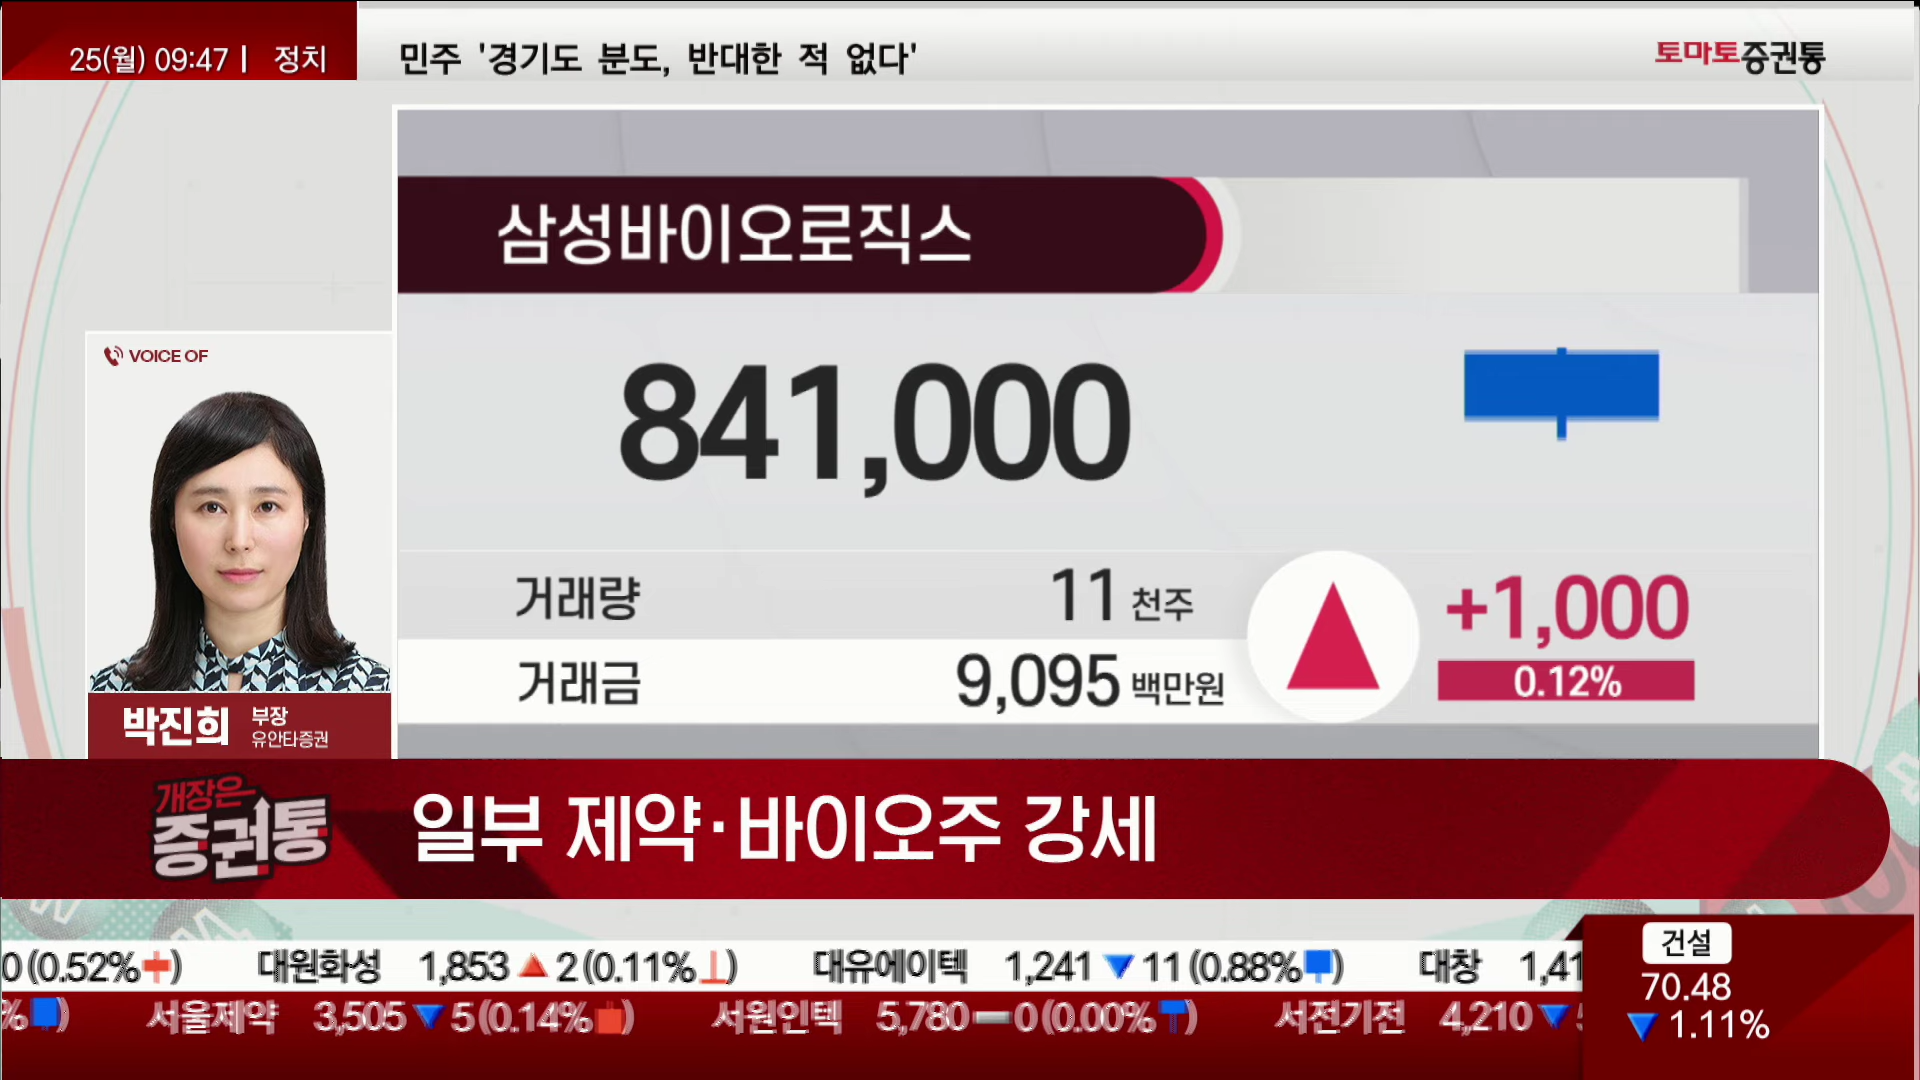 25(월) 09:47 | 정치 민주 '경기도 분도, 반대한 적 없다' 토마토증권통
삼성바이오로직스
841,000
VOICE OF
거래량 11 천주 +1,000
거래금 9,095 백만원 0.12%
박진희 부장
유안타증권
개장은
증권통
일부 제약·바이오주 강세
건설
0 (0.52% ) 대원화성 1,853 ▲ 2 (0.11% ) 대유에이텍 1,241 ▼ 11 (0.88% ) 대창 1,41
70.48
% ) 서울제약 3,505 ▼ 5 (0.14% ) 서원인텍 5,780 0 (0.00% ) 서전기전 4,210 ▼
▼ 1.11%